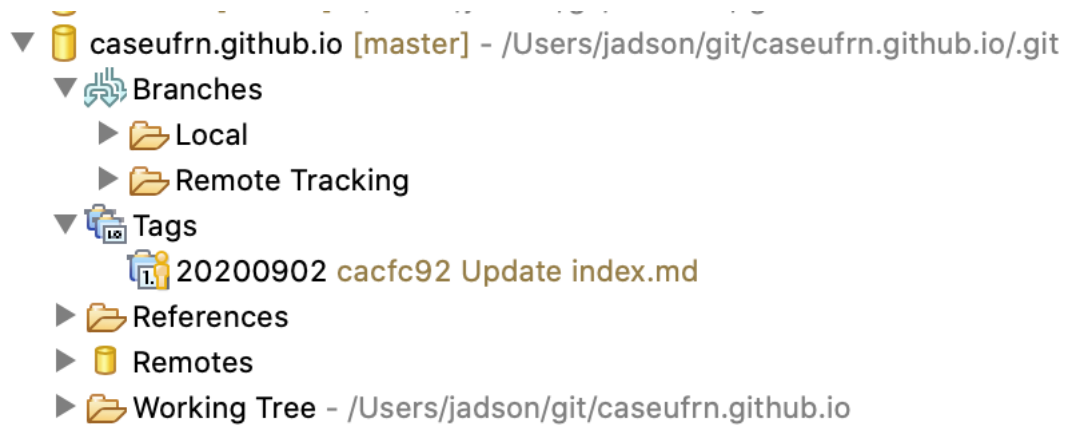 caseufrn.github.io [master] - /Users/jadson/git/caseufrn.github.io/.git
Branches
Local
Remote Tracking
Tags
20200902 cacfc92 Update index.md
References
Remotes
Working Tree - /Users/jadson/git/caseufrn.github.io